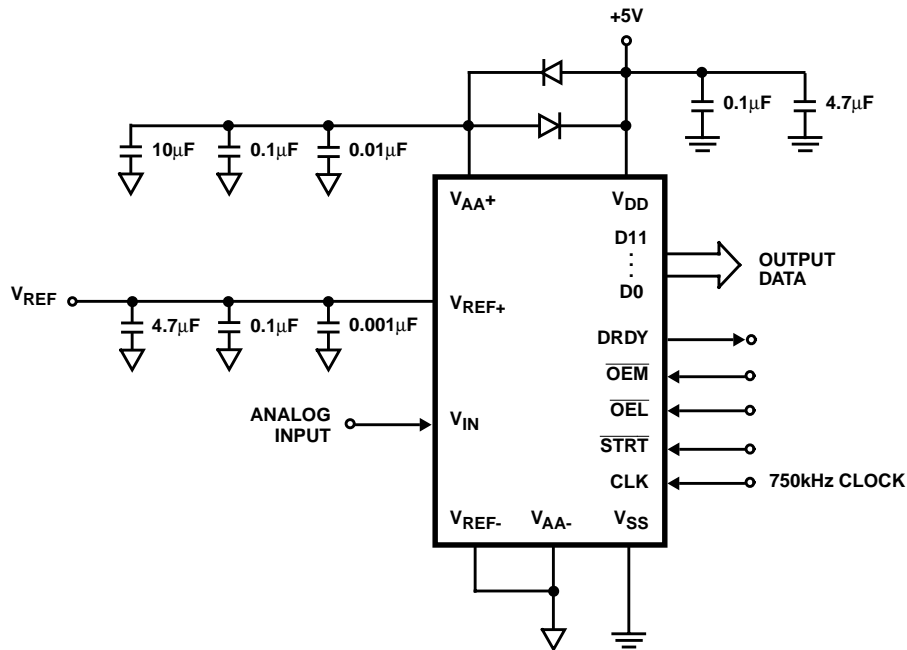 +5V
0.1μF
4.7μF
10μF
0.1μF
0.01μF
VAA+
VDD
D11
D0
OUTPUT
DATA
VREF
VREF+
4.7μF
0.1μF
0.001μF
DRDY
OEM
OEL
ANALOG
INPUT
VIN
STRT
CLK
750kHz CLOCK
VREF-
VAA-
VSS